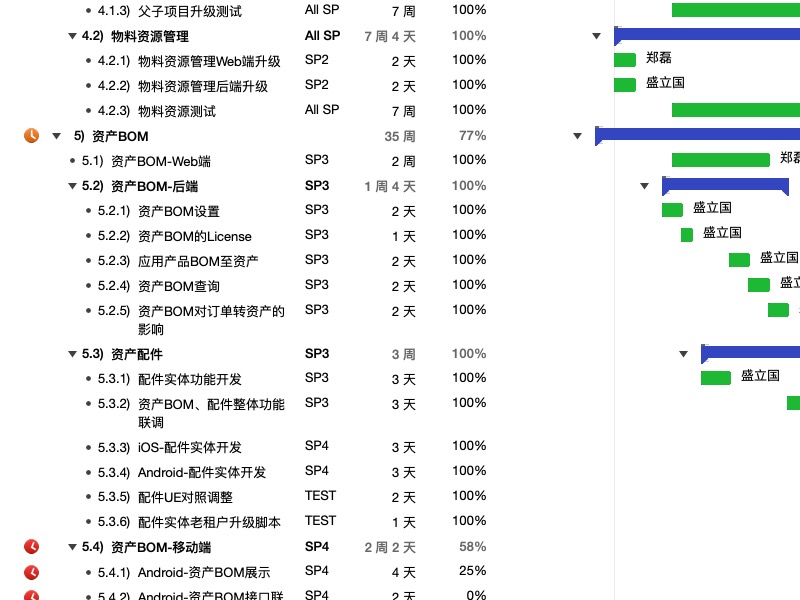 4.1.3) 父子项目升级测试 All SP 7 周 100%
4.2) 物料资源管理 All SP 7 周 4 天 100%
4.2.1) 物料资源管理Web端升级 SP2 2 天 100% 郑磊
4.2.2) 物料资源管理后端升级 SP2 2 天 100% 盛立国
4.2.3) 物料资源测试 All SP 7 周 100%
5) 资产BOM 35 周 77%
5.1) 资产BOM-Web端 SP3 2 周 100% 郑磊
5.2) 资产BOM-后端 SP3 1 周 4 天 100%
5.2.1) 资产BOM设置 SP3 2 天 100% 盛立国
5.2.2) 资产BOM的License SP3 1 天 100% 盛立国
5.2.3) 应用产品BOM至资产 SP3 2 天 100% 盛立国
5.2.4) 资产BOM查询 SP3 2 天 100% 盛立
5.2.5) 资产BOM对订单转资产的 SP3 2 天 100%
影响
5.3) 资产配件 SP3 3 周 100%
5.3.1) 配件实体功能开发 SP3 3 天 100% 盛立国
5.3.2) 资产BOM、配件整体功能 SP3 3 天 100%
联调
5.3.3) iOS-配件实体开发 SP4 3 天 100%
5.3.4) Android-配件实体开发 SP4 3 天 100%
5.3.5) 配件UE对照调整 TEST 2 天 100%
5.3.6) 配件实体老租户升级脚本 TEST 1 天 100%
5.4) 资产BOM-移动端 SP4 2 周 2 天 58%
5.4.1) Android-资产BOM展示 SP4 4 天 25%
5.4.2) Android-资产BOM接口联 SP4 2 天 0%